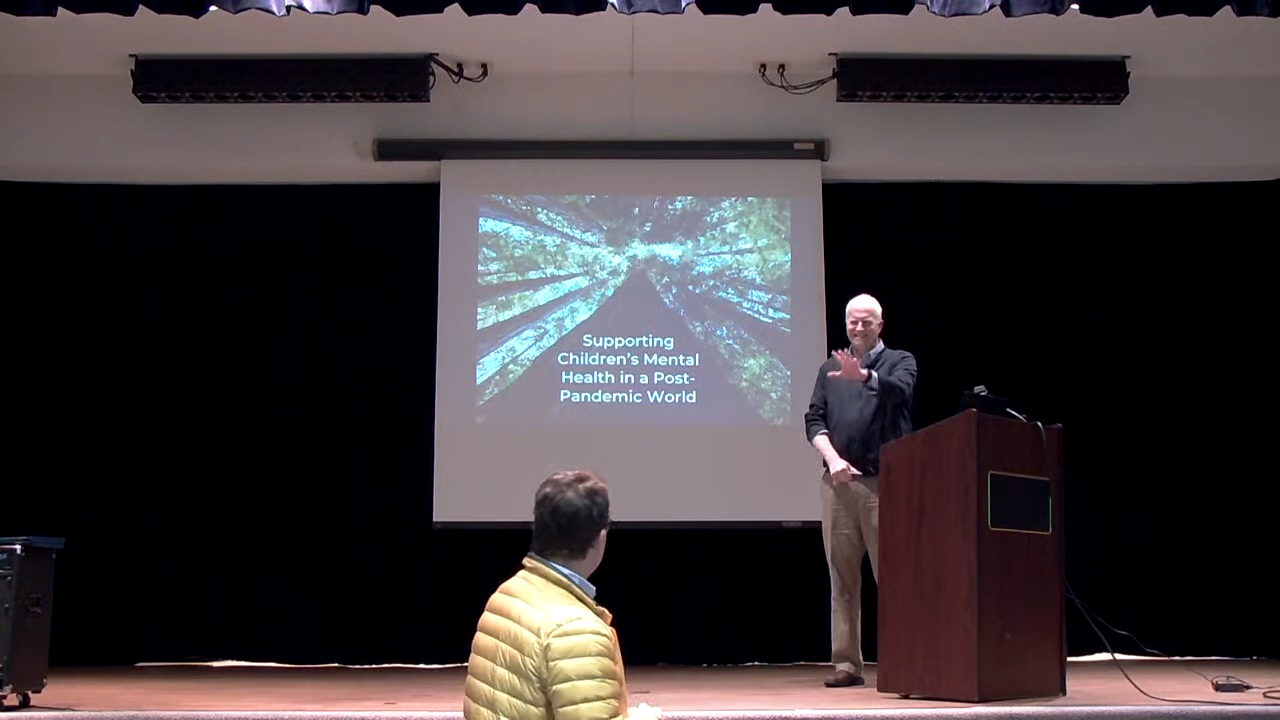 Supporting
Children's Mental
Health in a Post-
Pandemic World